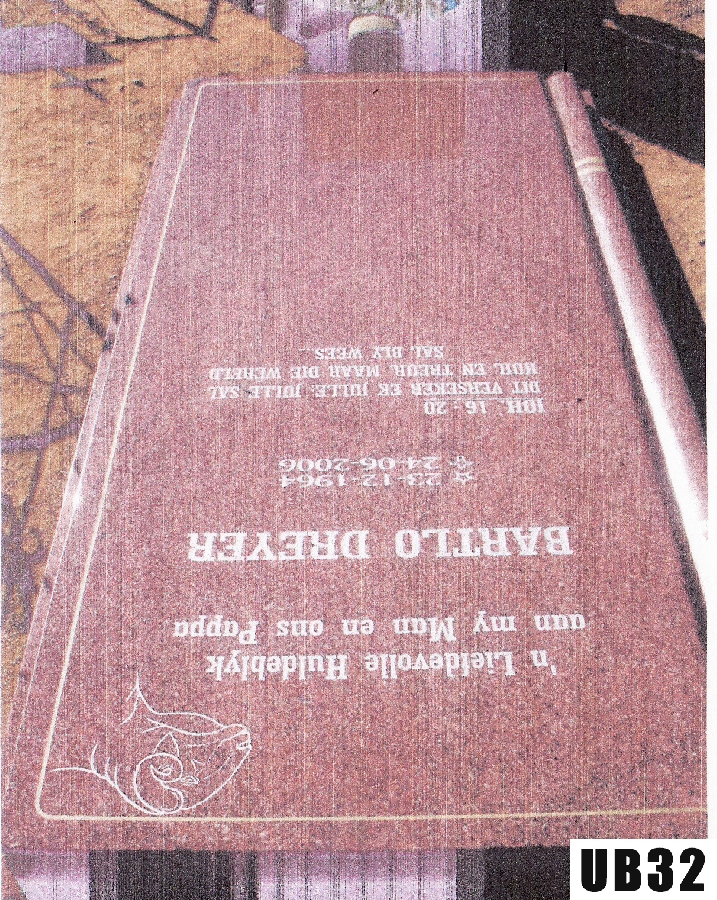 'n Liefdevolle Huldeblyk
aan my Man en ons Pappa
BARTLO DREYER
☆ 23-12-1964
☆ 24-06-2006
JOH. 16 - 20
DIT VERSEKER EK JULLE, JULLE SAL
HUIL EN TREUR, MAAR DIE WERELD
SAL BLY WEES...
UB32